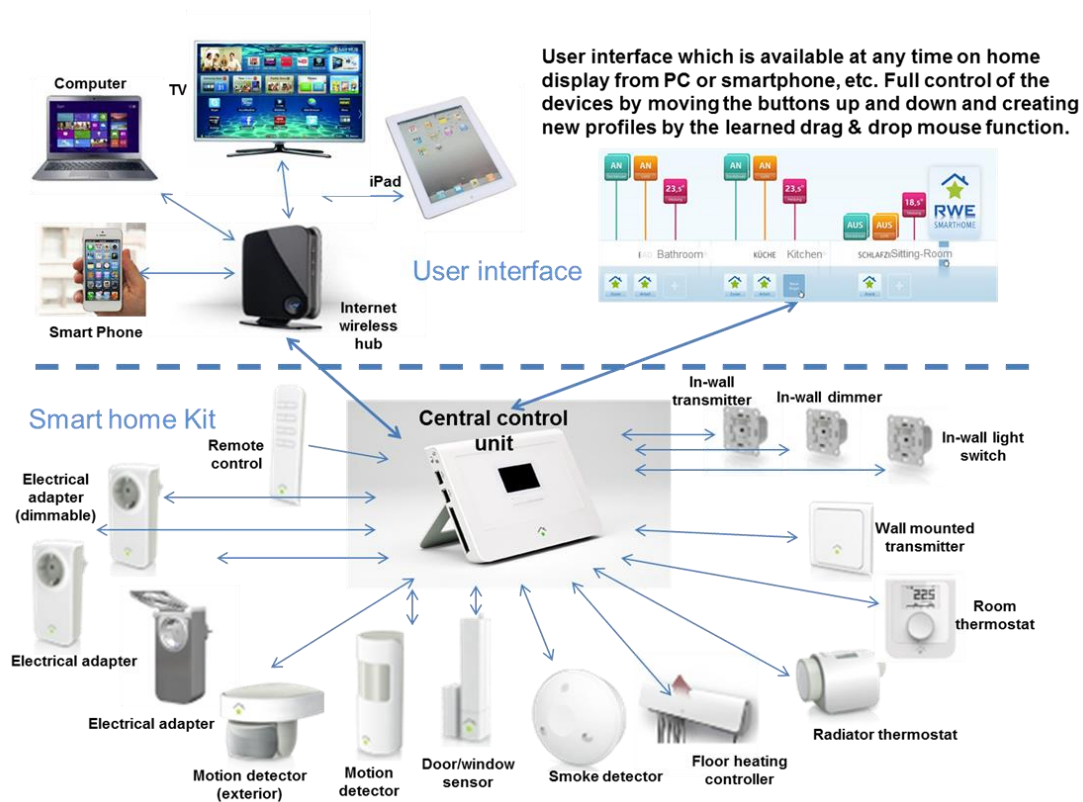 User interface which is available at any time on home
display from PC or smartphone, etc. Full control of the
devices by moving the buttons up and down and creating
new profiles by the learned drag & drop mouse function.
Computer
TV
iPad
AN
AN
23,5°
AN
AN
23,5°
AUS
AUS
18,5°
RWE
SMARTHOME
Bathroom
KÜCHE Kitchen
SCHLAFZI Sitting-Room
User interface
Smart Phone
Internet
wireless
hub
Smart home Kit
Remote
control
Central control
unit
In-wall
transmitter
In-wall dimmer
In-wall light
switch
Electrical
adapter
(dimmable)
Wall mounted
transmitter
225
Room
thermostat
Electrical adapter
Electrical adapter
Motion detector
(exterior)
Motion
detector
Door/window
sensor
Smoke detector
Floor heating
controller
Radiator thermostat